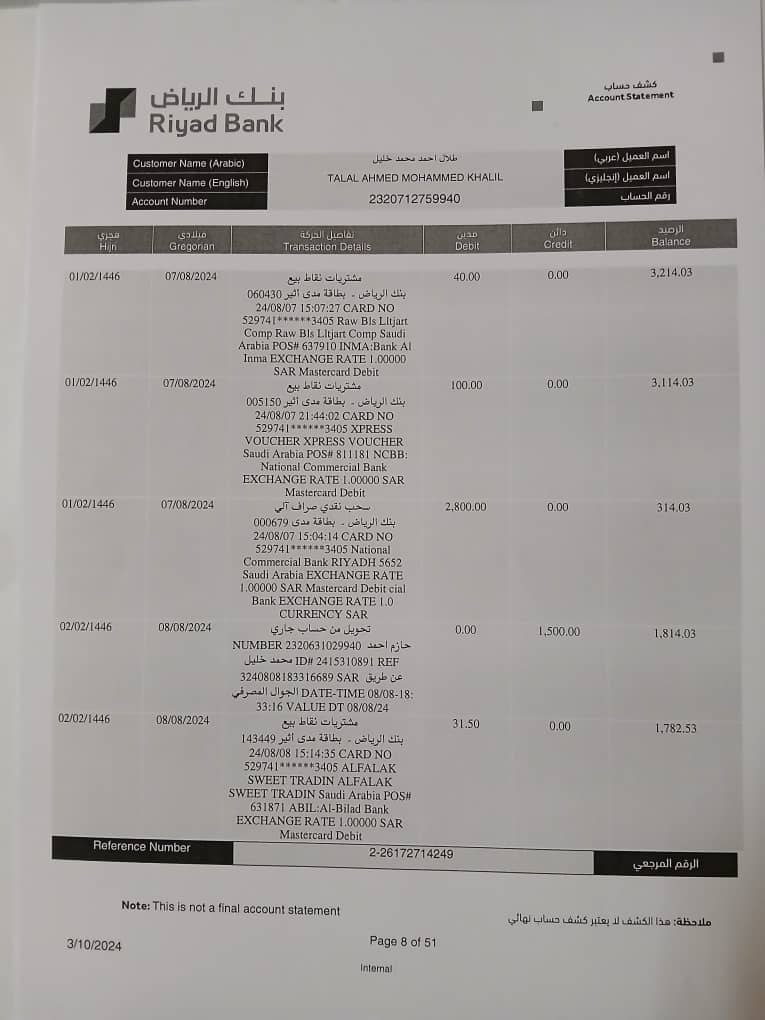 كشف حساب
Account Statement
بنك الرياض
Riyad Bank
Customer Name (Arabic) طلال احمد محمد خليل اسم العميل (عربي)
Customer Name (English) TALAL AHMED MOHAMMED KHALIL اسم العميل (إنجليزي)
Account Number 2320712759940 رقم الحساب
هجري ميلادي تفاصيل الحركة مدين دائن الرصيد
Hijri Gregorian Transaction Details Debit Credit Balance
01/02/1446 07/08/2024 مشتريات نقاط بيع 40.00 0.00 3,214.03
بنك الرياض - بطاقة مدى أثير 060430
24/08/07 15:07:27 CARD NO
529741******3405 Raw Bls Lltjart
Comp Raw Bls Lltjart Comp Saudi
Arabia POS# 637910 INMA:Bank Al
Inma EXCHANGE RATE 1.00000
SAR Mastercard Debit
01/02/1446 07/08/2024 مشتريات نقاط بيع 100.00 0.00 3,114.03
بنك الرياض - بطاقة مدى أثير 005150
24/08/07 21:44:02 CARD NO
529741******3405 XPRESS
VOUCHER XPRESS VOUCHER
Saudi Arabia POS# 811181 NCBB:
National Commercial Bank
EXCHANGE RATE 1.00000 SAR
Mastercard Debit
01/02/1446 07/08/2024 سحب نقدي صراف آلي 2,800.00 0.00 314.03
بنك الرياض - بطاقة مدى 000679
24/08/07 15:04:14 CARD NO
529741******3405 National
Commercial Bank RIYADH 5652
Saudi Arabia EXCHANGE RATE
1.00000 SAR Mastercard Debit cial
Bank EXCHANGE RATE 1.0
CURRENCY SAR
02/02/1446 08/08/2024 تحويل من حساب جاري 0.00 1,500.00 1,814.03
NUMBER 2320631029940 حازم احمد
محمد خليل ID# 2415310891 REF
3240808183316689 SAR عن طريق
الجوال المصرفي DATE-TIME 08/08-18:
33:16 VALUE DT 08/08/24
02/02/1446 08/08/2024 مشتريات نقاط بيع 31.50 0.00 1,782.53
بنك الرياض - بطاقة مدى أثير 143449
24/08/08 15:14:35 CARD NO
529741******3405 ALFALAK
SWEET TRADIN ALFALAK
SWEET TRADIN Saudi Arabia POS#
631871 ABIL:Al-Bilad Bank
EXCHANGE RATE 1.00000 SAR
Mastercard Debit
Reference Number 2-26172714249 الرقم المرجعي
Note: This is not a final account statement ملاحظة: هذا الكشف لا يعتبر كشف حساب نهائي
3/10/2024 Page 8 of 51
Internal